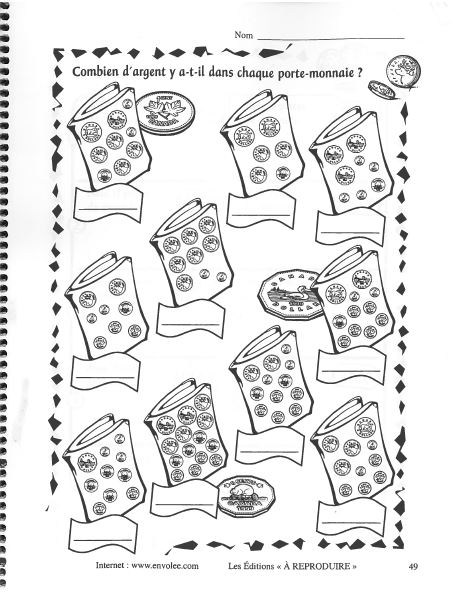 Nom
Combien d'argent y a-t-il dans chaque porte-monnaie ?
Internet : www.envolee.com Les Éditions « À REPRODUIRE » 49